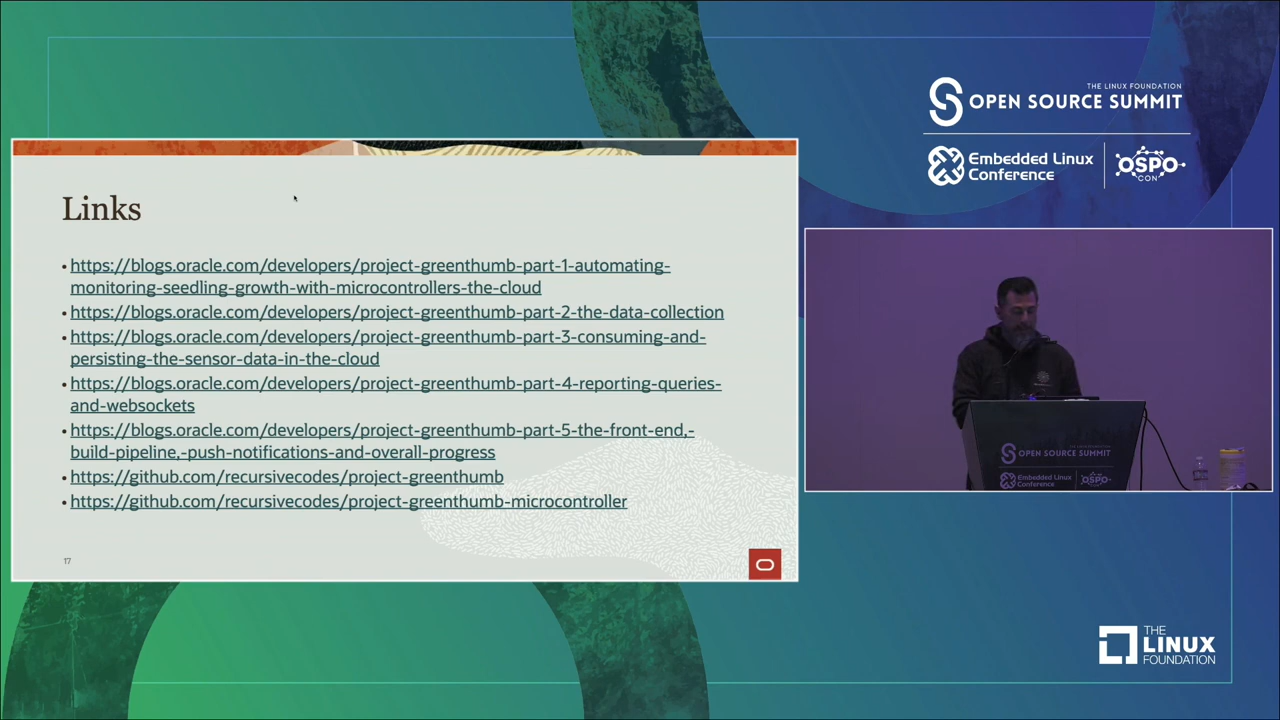 THE LINUX FOUNDATION
OPEN SOURCE SUMMIT
Embedded Linux
Conference
OSPO
CON
Links
• https://blogs.oracle.com/developers/project-greenthumb-part-1-automating-
monitoring-seedling-growth-with-microcontrollers-the-cloud
• https://blogs.oracle.com/developers/project-greenthumb-part-2-the-data-collection
• https://blogs.oracle.com/developers/project-greenthumb-part-3-consuming-and-
persisting-the-sensor-data-in-the-cloud
• https://blogs.oracle.com/developers/project-greenthumb-part-4-reporting-queries-
and-websockets
• https://blogs.oracle.com/developers/project-greenthumb-part-5-the-front-end,-
build-pipeline,-push-notifications-and-overall-progress
• https://github.com/recursivecodes/project-greenthumb
• https://github.com/recursivecodes/project-greenthumb-microcontroller
17
OPEN SOURCE SUMMIT
Embedded Linux
Conference
OSPO
CON
THE
LINUX
FOUNDATION